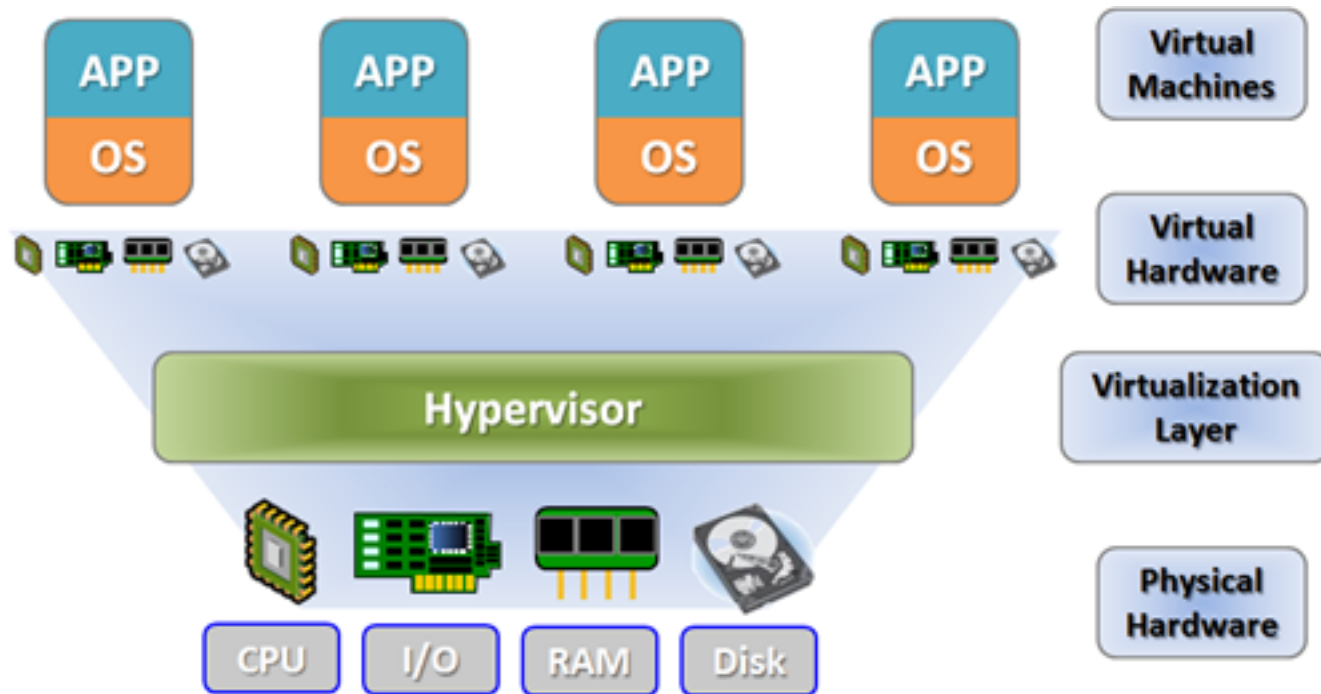 APP
OS
APP
OS
APP
OS
APP
OS
Virtual
Machines
Virtual
Hardware
Hypervisor
Virtualization
Layer
CPU
I/O
RAM
Disk
Physical
Hardware